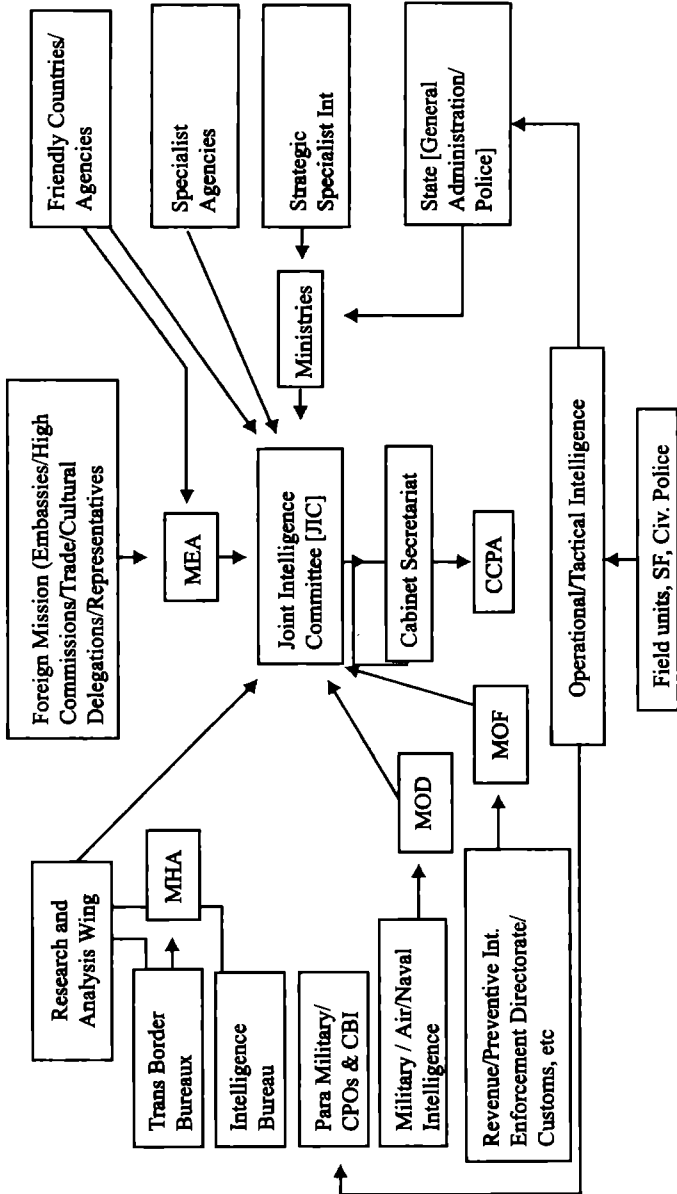 Research and
Analysis Wing
Foreign Mission (Embassies/High
Commissions/Trade/Cultural
Delegations/Representatives
Friendly Countries/
Agencies
Trans Border
Bureaux
MHA
MEA
Specialist
Agencies
Intelligence
Bureau
Joint Intelligence
Committee [JIC]
Ministries
Strategic
Specialist Int
Para Military/
CPOs & CBI
MOD
Cabinet Secretariat
State [General
Administration/
Police]
Military / Air/Naval
Intelligence
MOF
CCPA
Revenue/Preventive Int.
Enforcement Directorate/
Customs, etc
Operational/Tactical Intelligence
Field units, SF, Civ. Police